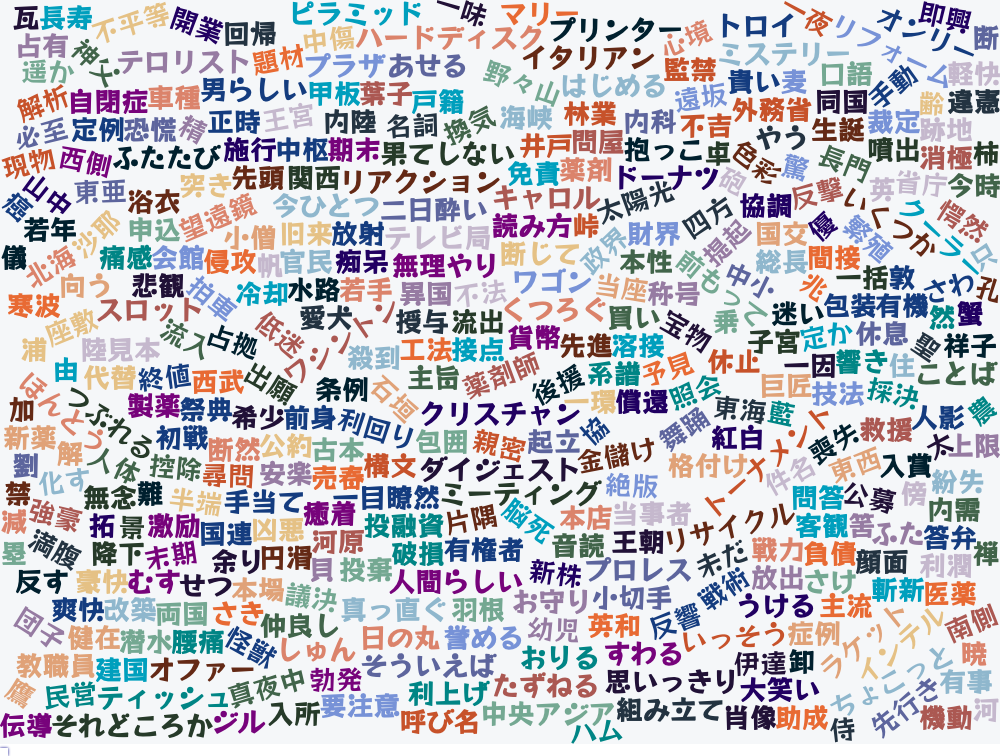 瓦 長寿 不平等 開業 回帰 ピラミッド 一味 マリー プリンター トロイ 一夜 リフォーム オンリー 即興 断
占有 神父 テロリスト 題材 中傷 ハードディスク イタリアン 心境 ミステリー 軽快
遥か プラザ あせる 野々山 はじめる 監禁 貴い 麦 口語 手動
解析 自閉症 車種 男らしい 甲板 葉子 戸籍 海峡 林業 遠坂 外務省 同国 齢 違憲
必至 定例 恐慌 精 正時 王宮 内陸 名詞 換気 内科 不吉 やう 生誕 裁定 跡地
現物 西側 ふたたび 施行 中枢 期末 果てしない 井戸 問屋 抱っこ 卓 色彩 驚 長門 噴出 消極 柿
山中 東亜 浴衣 突き 先頭 関西 リアクション 免責 薬剤 ドーナツ 砲 反撃 英 省庁 今時
癌 若年 沙耶 申込 望遠鏡 今ひとつ 二日酔い キャロル 太陽光 四方 協調 いくつか クーラー 愕然
儀 北海 小僧 旧来 放射 テレビ局 読み方 峠 政界 財界 提起 国交 優 繁殖 ロ
痛感 会館 侵攻 帆 官民 痴呆 無理やり 断じて 本性 前もって 総長 間接
向う 悲観 拍車 冷却 水路 若手 異国 不法 ワゴン 当座 称号 中小 兆 一括 敦 さわ 孔
寒波 スロット 愛犬 ワシントン 授与 流出 くつろぐ 買い 宝物 乗 迷い 包装 有機 然 蟹
座敷 流入 占拠 低迷 貨幣 先進 溶接 子宮 定か 休息 聖 祥子
浦 陸見本 殺到 工法 接点 系譜 予見 休止 一因 響き 住 ことば
由 代替 終値 西武 出願 条例 石垣 主旨 薬剤師 後援 照会 巨匠 技法 採決
ほんとう 加 つぶれる 製薬 祭典 希少 前身 利回り クリスチャン 一環 償還 東海 藍 人影 農
新薬 解 初戦 断然 公約 古本 包囲 親密 起立 協 舞踊 紅白 トーナメント 喪失 救援 太 上限
劉 化す 人体 控除 尋問 安楽 売春 構文 ダイジェスト 金儲け 格付け 件名 東西 入賞
禁 無念 難 半端 手当て 一目瞭然 ミーティング 絶版 問答 公募 傍 紛失
減 強豪 拓 景 激励 国連 凶悪 癒着 投融資 片隅 脳死 本店 当事者 リサイクル 客観 苦 ふた 内需
塁 満腹 降下 末期 余り 円滑 河原 破損 有権者 音読 王朝 未だ 戦力 負債 顔面 答弁 利潤 禅
反す 豪快 むす せつ 本場 貝 投棄 人間らしい 新株 プロレス 戦術 放出 さけ 斬新 医薬
爽快 改築 両国 さき 議決 真っ直ぐ 羽根 お守り 小切手 うける 主流
団子 健在 潜水 腰痛 怪獣 仲良し 日の丸 誉める 幼児 英和 反響 いっそう 症例 ラケット インテル 南側
教職員 建国 オファー しゅん そういえば おりる すわる 伊達 卸 暁
鷹 民営 ティッシュ 真夜中 勃発 利上げ たずねる 思いっきり 大笑い ちょこっと 有事
伝導 それどころか ジル 入所 要注意 呼び名 中央アジア 組み立て 肖像 助成 先行き 機動 河
ハム 侍